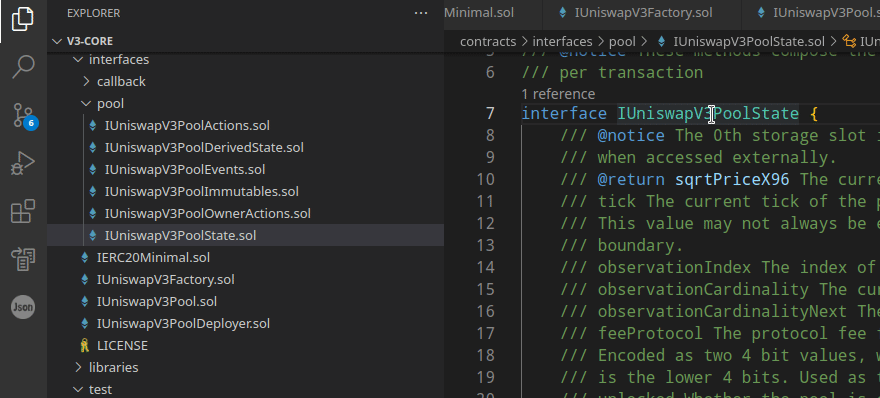 EXPLORER
V3-CORE
interfaces
callback
pool
IUniswapV3PoolActions.sol
IUniswapV3PoolDerivedState.sol
IUniswapV3PoolEvents.sol
IUniswapV3PoolImmutables.sol
IUniswapV3PoolOwnerActions.sol
IUniswapV3PoolState.sol
IERC20Minimal.sol
IUniswapV3Factory.sol
IUniswapV3Pool.sol
IUniswapV3PoolDeployer.sol
LICENSE
libraries
test
6
Json
Minimal.sol IUniswapV3Factory.sol IUniswapV3Pool.s
contracts > interfaces > pool > IUniswapV3PoolState.sol > IUn
5 /// @notice These methods compose the
6 /// per transaction
1 reference
7 interface IUniswapV3PoolState {
8 /// @notice The 0th storage slot i
9 /// when accessed externally.
10 /// @return sqrtPriceX96 The curre
11 /// tick The current tick of the p
12 /// This value may not always be e
13 /// boundary.
14 /// observationIndex The index of
15 /// observationCardinality The cur
16 /// observationCardinalityNext The
17 /// feeProtocol The protocol fee f
18 /// Encoded as two 4 bit values, w
19 /// is the lower 4 bits. Used as t
20 /// unlocked Whether the pool is